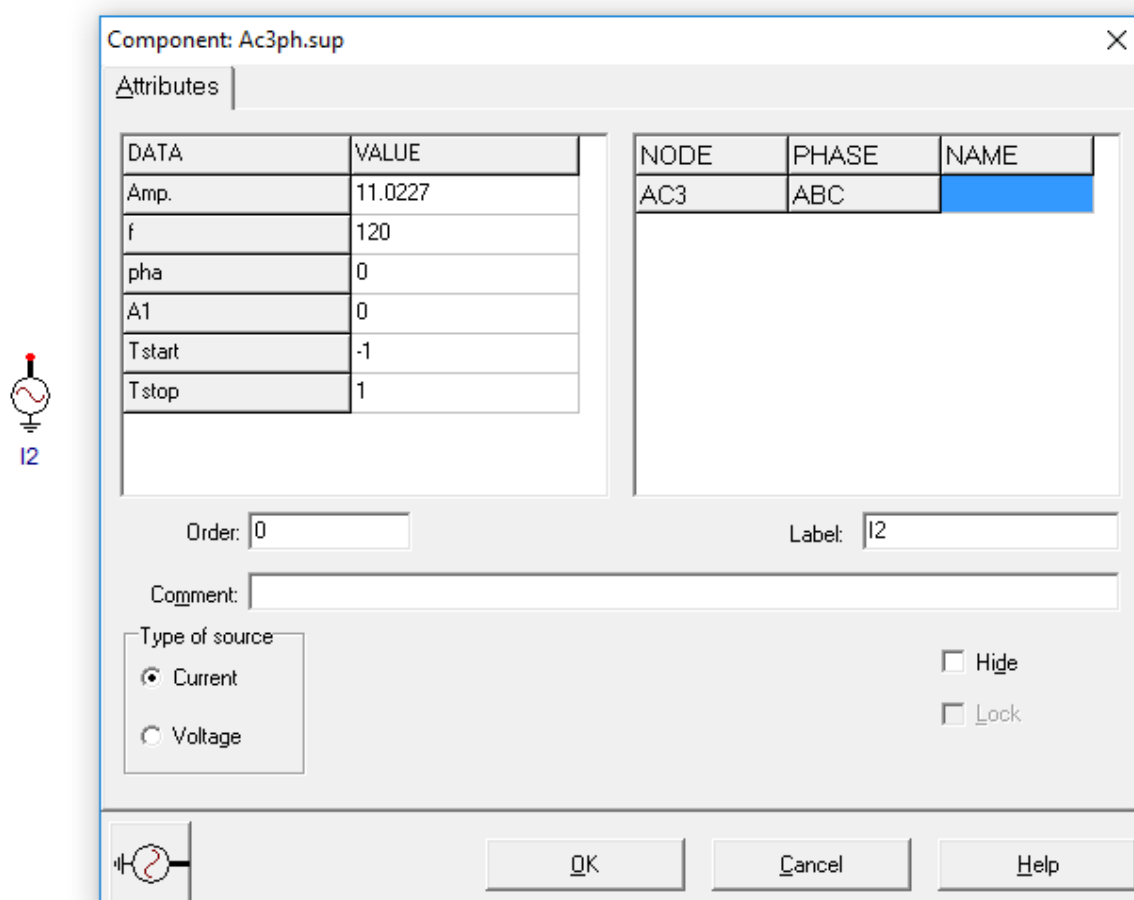 Component: Ac3ph.sup
Attributes
DATA VALUE
Amp. 11.0227
f 120
pha 0
A1 0
Tstart -1
Tstop 1
NODE PHASE NAME
AC3 ABC
I2
Order: 0
Label: I2
Comment:
Type of source
Current
Voltage
Hide
Lock
OK Cancel Help